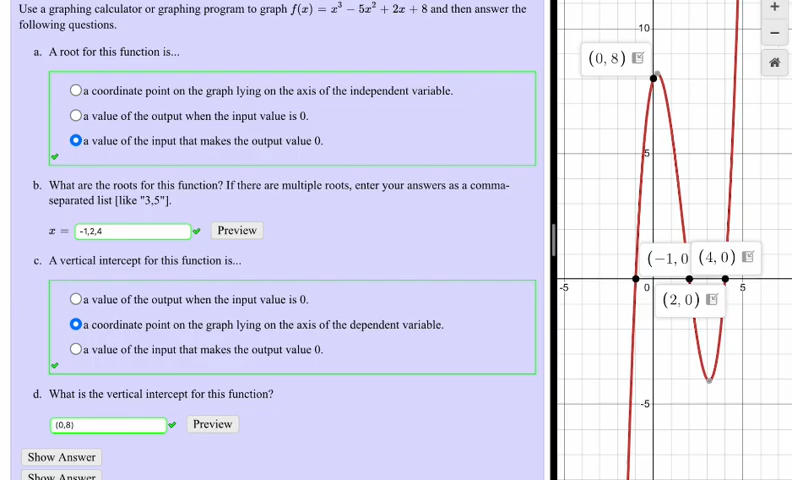 Use a graphing calculator or graphing program to graph f(x) = x³ − 5x² + 2x + 8 and then answer the
following questions.
a. A root for this function is...
a coordinate point on the graph lying on the axis of the independent variable.
a value of the output when the input value is 0.
a value of the input that makes the output value 0.
b. What are the roots for this function? If there are multiple roots, enter your answers as a comma-
separated list [like "3,5"].
x = -1,2,4 Preview
c. A vertical intercept for this function is...
a value of the output when the input value is 0.
a coordinate point on the graph lying on the axis of the dependent variable.
a value of the input that makes the output value 0.
d. What is the vertical intercept for this function?
(0,8) Preview
Show Answer
Show Answer
10
(0, 8)
5
(−1, 0 (4, 0)
-5 0 5
(2, 0)
-5
+
−